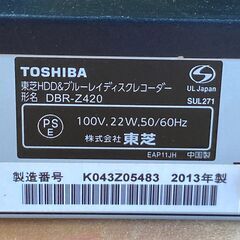 TOSHIBA
東芝HDD&ブルーレイディスクレコーダー
形名 DBR-Z420
S
UL Japan
SUL271
PS
E
100V, 22W, 50/60Hz
株式会社 東芝
EAP11JH 中国製
製造番号 K043Z05483 2013年製